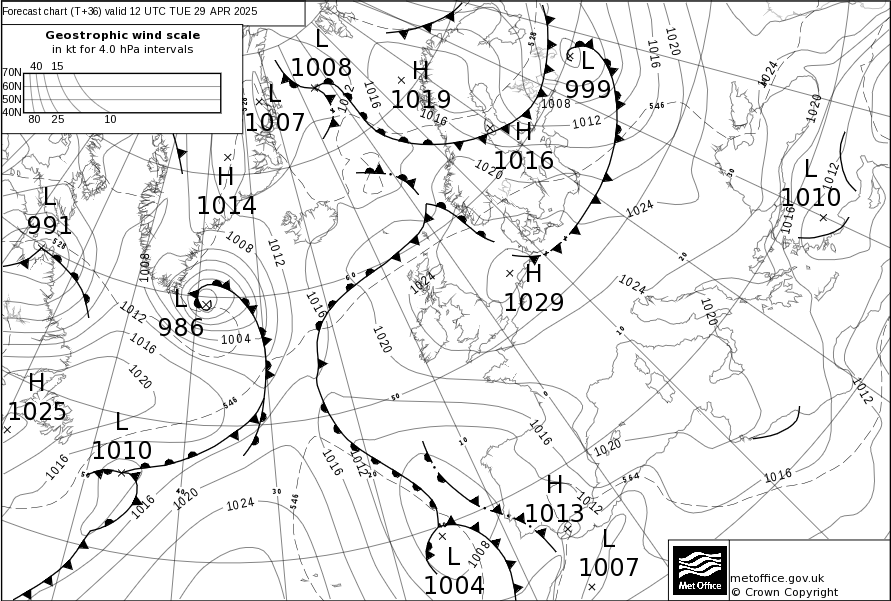 Forecast chart (T+36) valid 12 UTC TUE 29 APR 2025
Geostrophic wind scale
in kt for 4.0 hPa intervals
40 15
70N
60N
50N
40N
80 25 10
L
1008
H
1019
L
999
L
1007
H
1016
H
1014
L
1010
L
991
H
1029
L
986
H
1025
L
1010
H
1013
L
1007
L
1004
528
1016
1020
1024
1020
546
1008
1012
1016
1012
1016
1020
1024
1012
1016
1008
1012
1008
528
1012
1016
1020
1004
546
1016
1020
1024
1024
1020
1012
1016
1020
1016
1012
1016
1016
1020
1024
546
1016
1012
1012
1020
564
1016
1008
60
50
40
30
20
10
0
10
20
30
50
metoffice.gov.uk
© Crown Copyright
Met Office